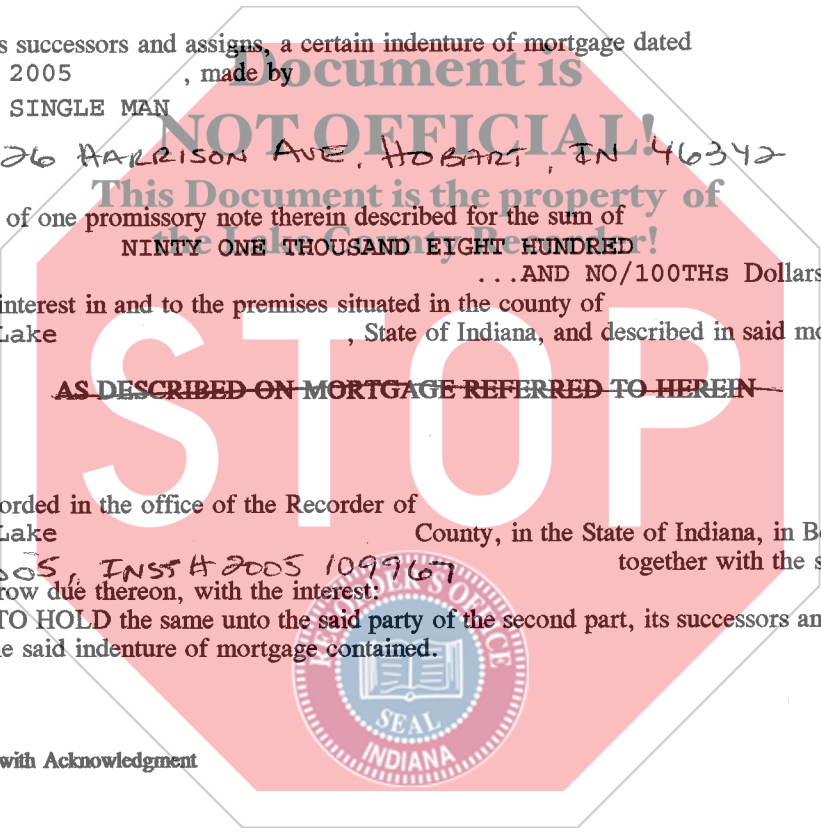 s successors and assigns, a certain indenture of mortgage dated
2005 , made by
SINGLE MAN
26 HARRISON AVE, HOBART, IN 46342
of one promissory note therein described for the sum of
NINTY ONE THOUSAND EIGHT HUNDRED
...AND NO/100THs Dollars
interest in and to the premises situated in the county of
Lake , State of Indiana, and described in said mo
AS DESCRIBED ON MORTGAGE REFERRED TO HEREIN
orded in the office of the Recorder of
Lake County, in the State of Indiana, in B
005, INST # 2005 109967 together with the s
row due thereon, with the interest:
TO HOLD the same unto the said party of the second part, its successors an
e said indenture of mortgage contained.
with Acknowledgment
Document is
NOT OFFICIAL!
This Document is the property of
the Lake County Recorder!
STOP
RECORDER'S OFFICE
SEAL
INDIANA